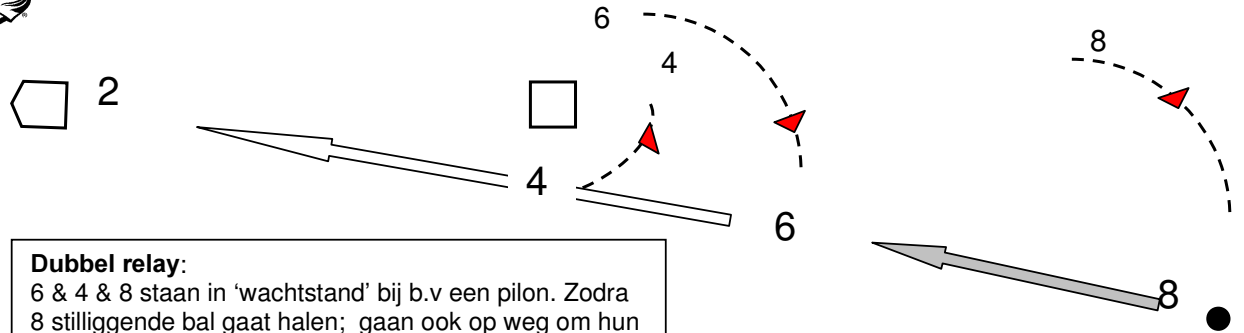 6
8
4
2
4
6
8
Dubbel relay:
6 & 4 & 8 staan in ‘wachtstand’ bij b.v een pilon. Zodra
8 stilliggende bal gaat halen; gaan ook op weg om hun